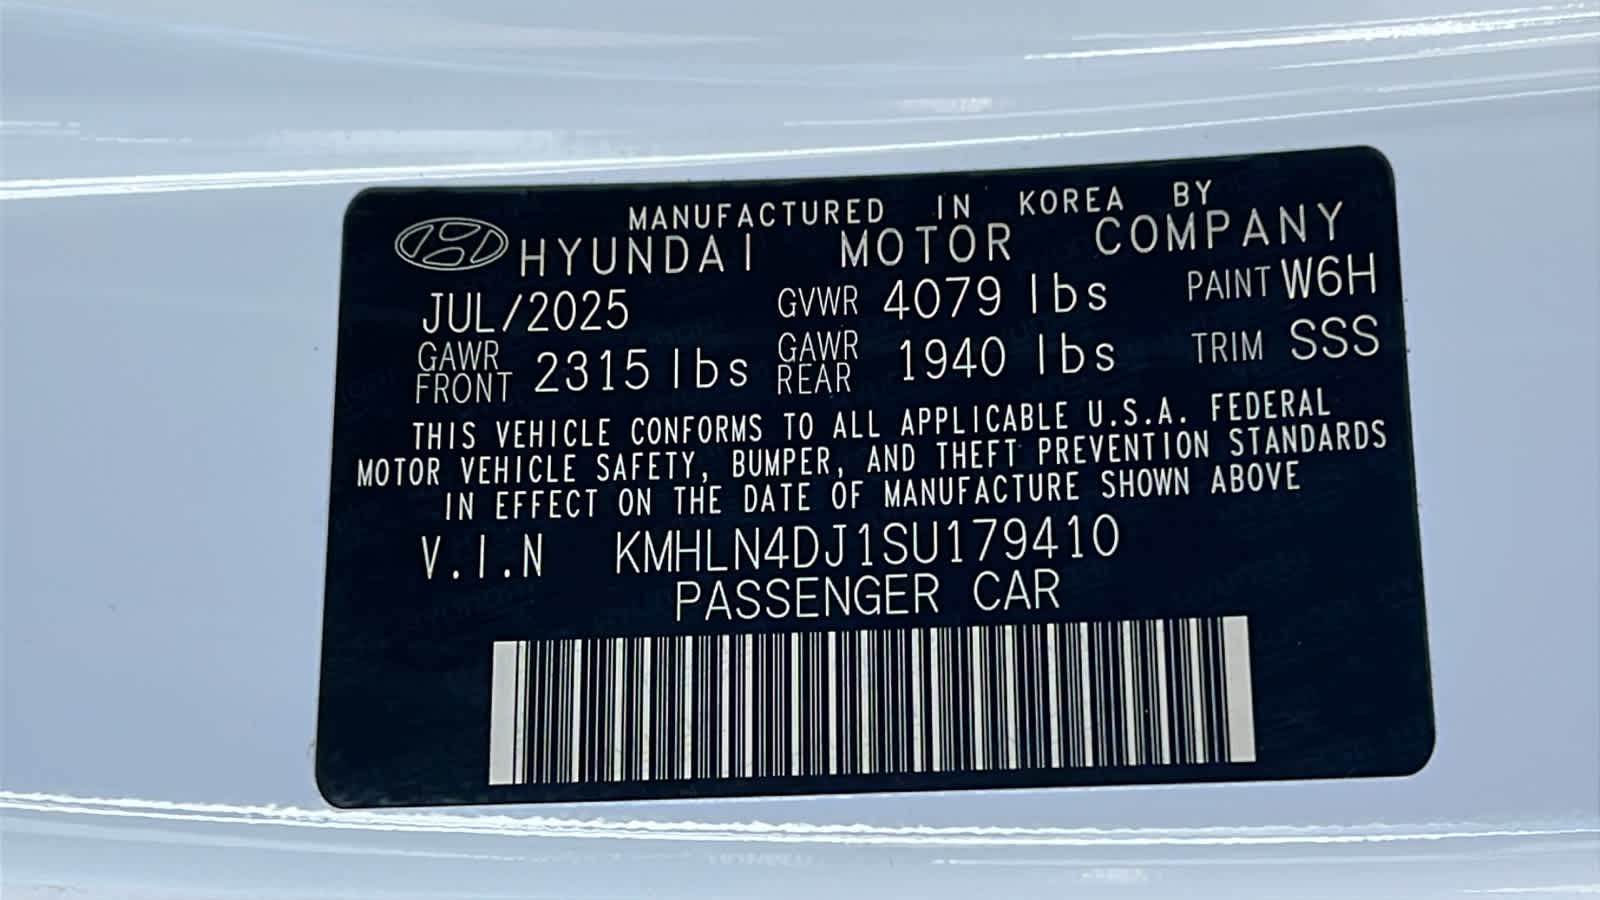 MANUFACTURED IN KOREA BY
HYUNDAI MOTOR COMPANY
JUL/2025 GVWR 4079 lbs PAINT W6H
GAWR FRONT 2315 lbs GAWR REAR 1940 lbs TRIM SSS
THIS VEHICLE CONFORMS TO ALL APPLICABLE U.S.A. FEDERAL
MOTOR VEHICLE SAFETY, BUMPER, AND THEFT PREVENTION STANDARDS
IN EFFECT ON THE DATE OF MANUFACTURE SHOWN ABOVE
V.I.N KMHLN4DJ1SU179410
PASSENGER CAR